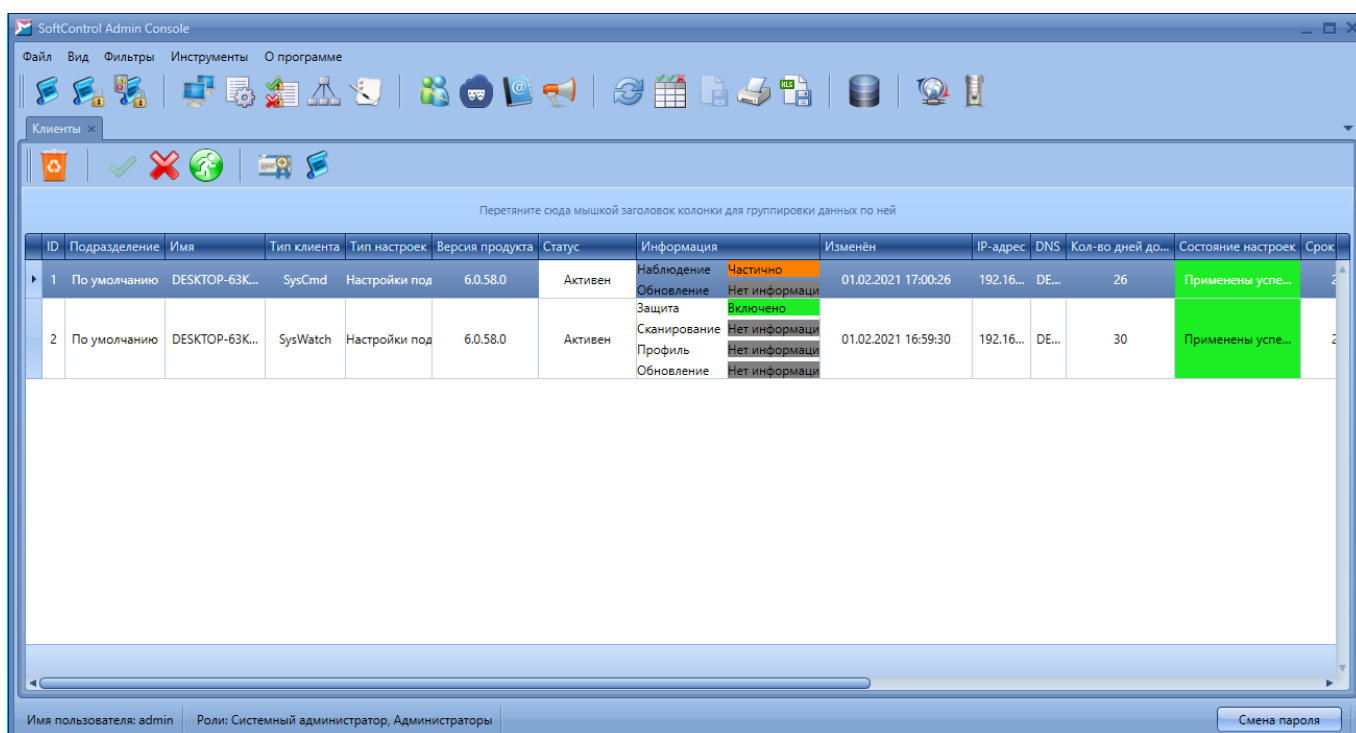 SoftControl Admin Console
Файл Вид Фильтры Инструменты О программе
XLS
Клиенты
Перетяните сюда мышкой заголовок колонки для группировки данных по ней
ID Подразделение Имя Тип клиента Тип настроек Версия продукта Статус Информация Изменён IP-адрес DNS Кол-во дней до... Состояние настроек Срок
1 По умолчанию DESKTOP-63K... SysCmd Настройки под 6.0.58.0 Активен Наблюдение Частично 01.02.2021 17:00:26 192.16... DE... 26 Применены успе... 2
Обновление Нет информаци
2 По умолчанию DESKTOP-63K... SysWatch Настройки под 6.0.58.0 Активен Защита Включено 01.02.2021 16:59:30 192.16... DE... 30 Применены успе... 2
Сканирование Нет информаци
Профиль Нет информаци
Обновление Нет информаци
Имя пользователя: admin Роли: Системный администратор, Администраторы Смена пароля